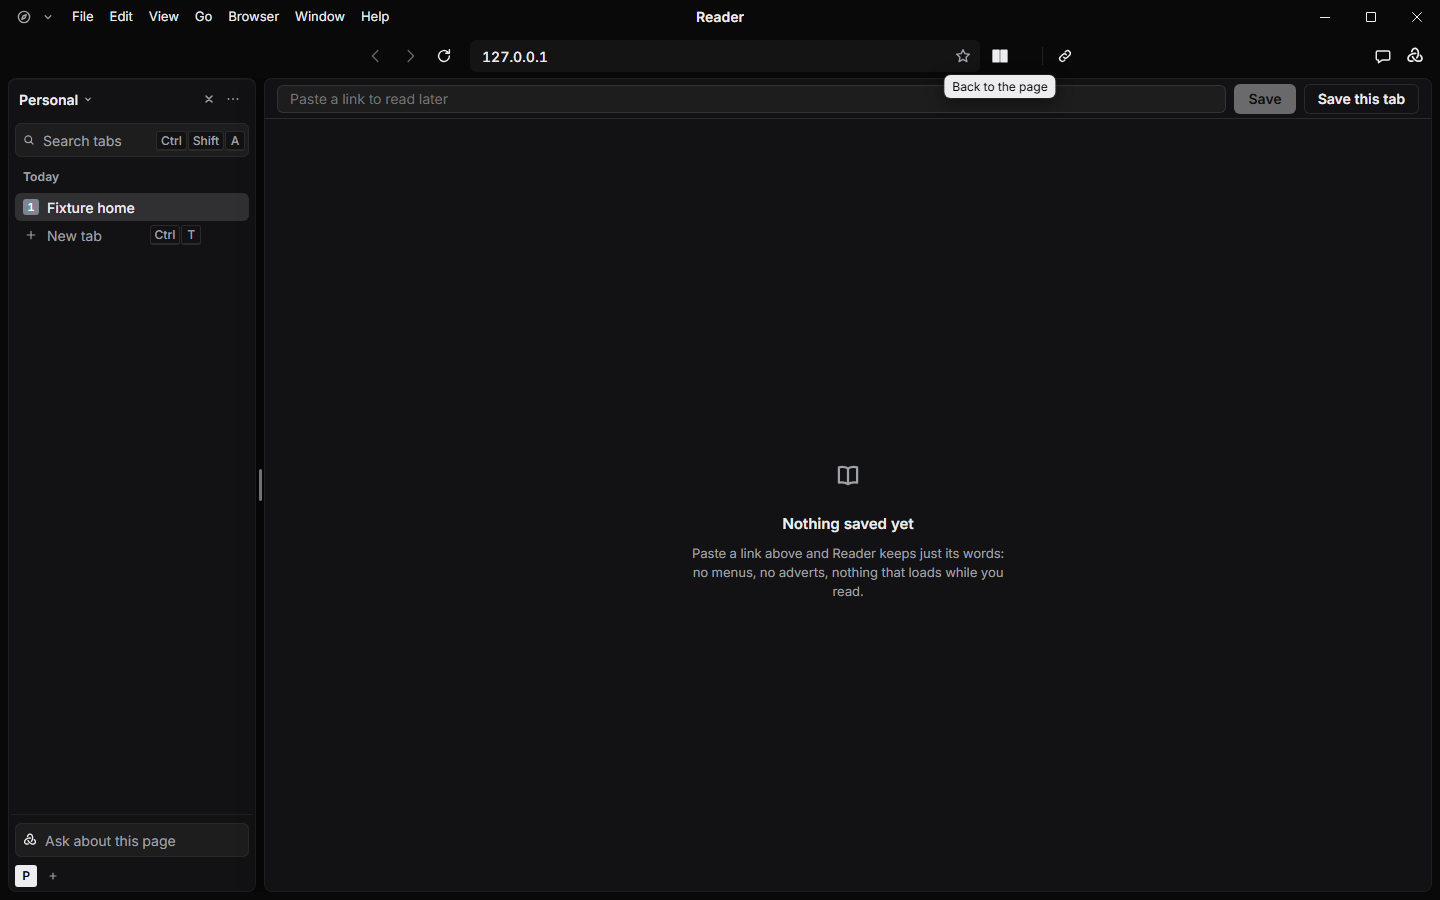 File Edit View Go Browser Window Help
Reader
127.0.0.1
Back to the page
Personal
Paste a link to read later
Save
Save this tab
Search tabs
Ctrl Shift A
Today
1 Fixture home
New tab
Ctrl T
Nothing saved yet
Paste a link above and Reader keeps just its words:
no menus, no adverts, nothing that loads while you
read.
Ask about this page
P